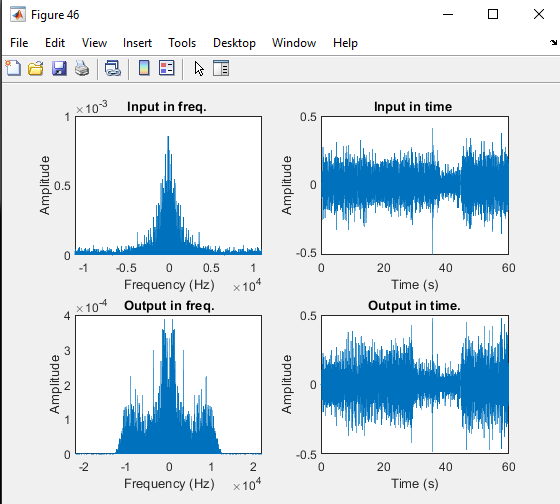 Figure 46
File Edit View Insert Tools Desktop Window Help
×10⁻³ Input in freq.
1
0.5
0
Amplitude
-1 -0.5 0 0.5 1
Frequency (Hz) ×10⁴
Input in time
0.5
0
-0.5
Amplitude
0 20 40 60
Time (s)
×10⁻⁴ Output in freq.
4
3
2
1
0
Amplitude
-2 -1 0 1 2
Frequency (Hz) ×10⁴
Output in time.
0.5
0
-0.5
Amplitude
0 20 40 60
Time (s)